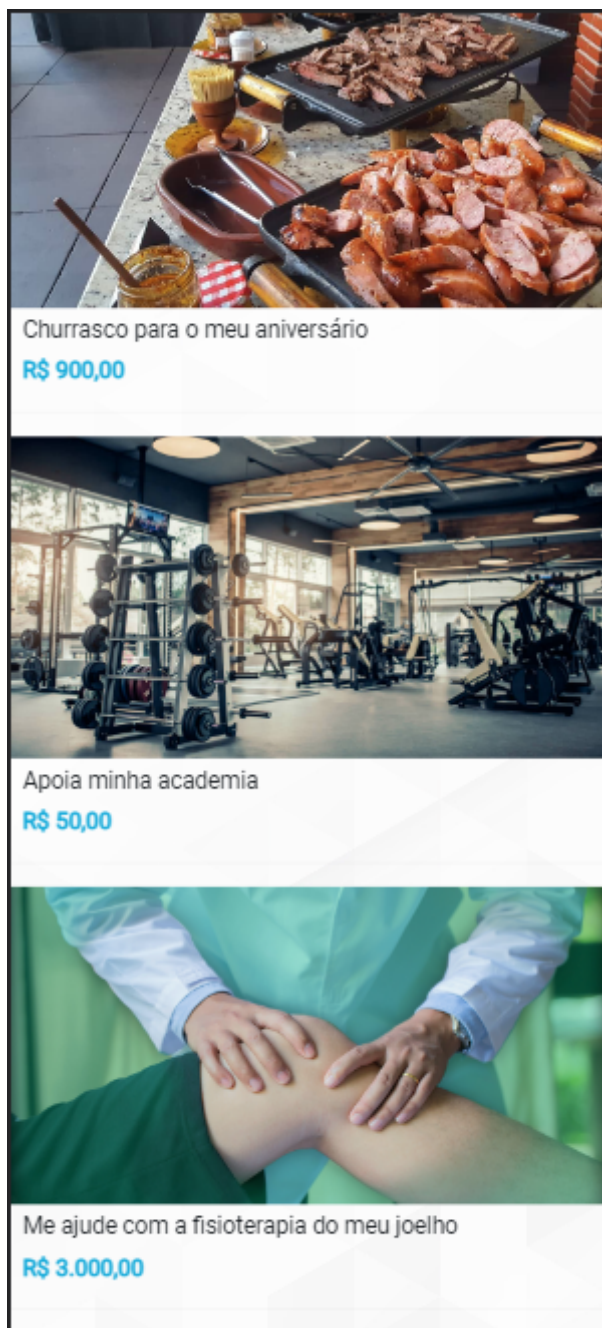 Churrasco para o meu aniversário
R$ 900,00
Apoia minha academia
R$ 50,00
Me ajude com a fisioterapia do meu joelho
R$ 3.000,00